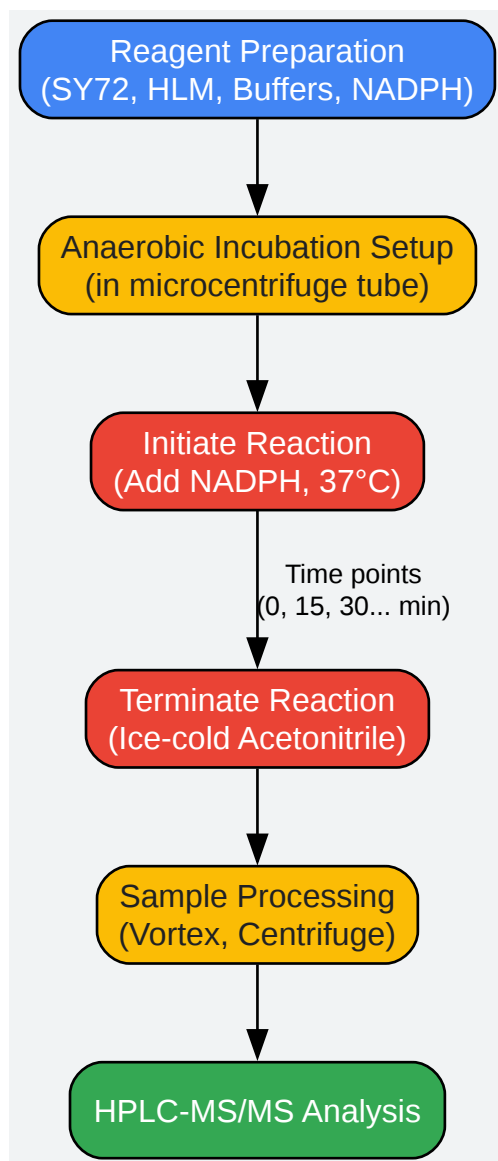 Reagent Preparation
(SY72, HLM, Buffers, NADPH)
Anaerobic Incubation Setup
(in microcentrifuge tube)
Initiate Reaction
(Add NADPH, 37°C)
Time points
(0, 15, 30... min)
Terminate Reaction
(Ice-cold Acetonitrile)
Sample Processing
(Vortex, Centrifuge)
HPLC-MS/MS Analysis